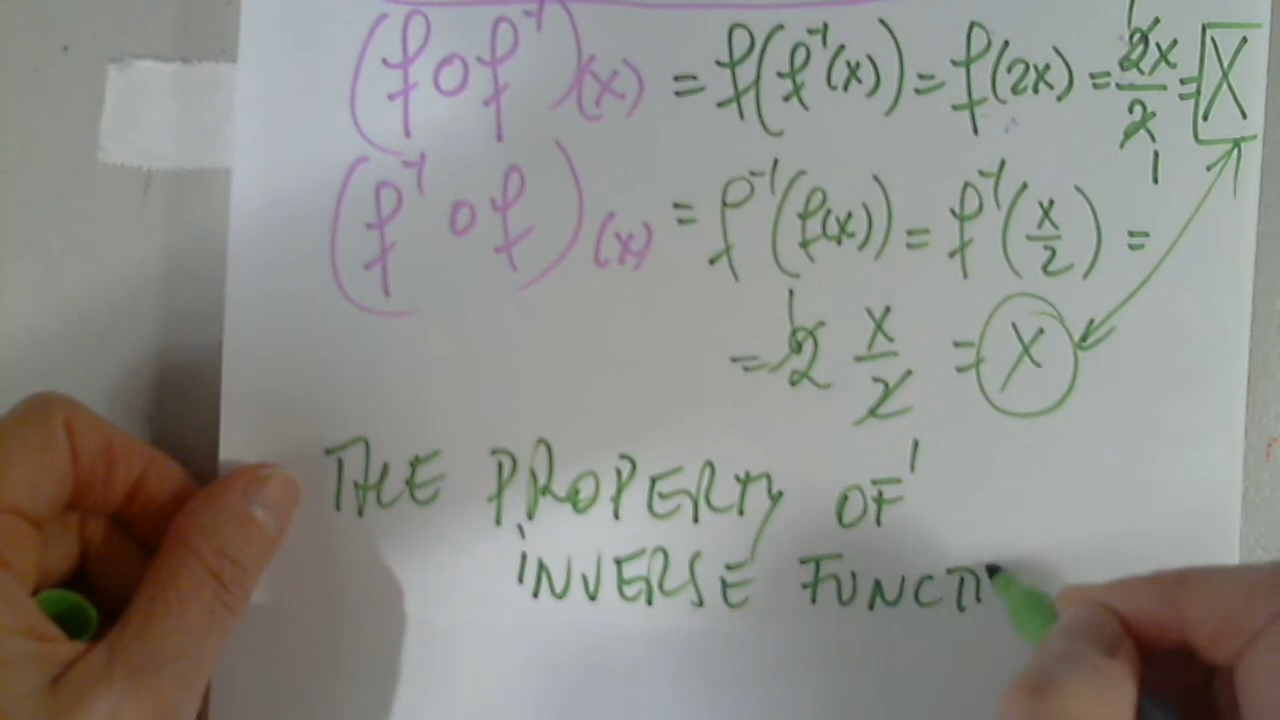 (f o f⁻¹)(x) = f(f⁻¹(x)) = f(2x) = 2x/2 = X
(f⁻¹ o f)(x) = f⁻¹(f(x)) = f⁻¹(x/2) =
= 2 x/2 = X
THE PROPERTY OF
INVERSE FUNCTI